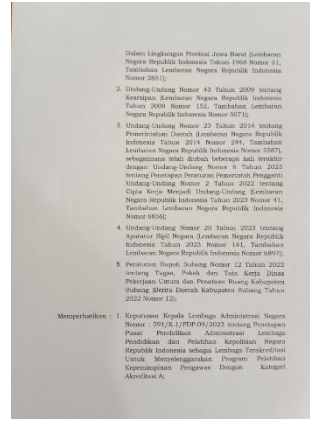 Dalam Lingkungan Provinsi Jawa Barat (Lembaran
Negara Republik Indonesia Tahun 1968 Nomor 31,
Tambahan Lembaran Negara Republik Indonesia
Nomor 2851);
2. Undang-Undang Nomor 43 Tahun 2009 tentang
Kearsipan (Lembaran Negara Republik Indonesia
Tahun 2009 Nomor 152, Tambahan Lembaran
Negara Republik Indonesia Nomor 5071);
3. Undang-Undang Nomor 23 Tahun 2014 tentang
Pemerintahan Daerah (Lembaran Negara Republik
Indonesia Tahun 2014 Nomor 244, Tambahan
Lembaran Negara Republik Indonesia Nomor 5587),
sebagaimana telah diubah beberapa kali terakhir
dengan Undang-Undang Nomor 6 Tahun 2023
tentang Penetapan Peraturan Pemerintah Pengganti
Undang-Undang Nomor 2 Tahun 2022 tentang
Cipta Kerja Menjadi Undang-Undang (Lembaran
Negara Republik Indonesia Tahun 2023 Nomor 41,
Tambahan Lembaran Negara Republik Indonesia
Nomor 6856);
4. Undang-Undang Nomor 20 Tahun 2023 tentang
Aparatur Sipil Negara (Lembaran Negara Republik
Indonesia Tahun 2023 Nomor 141, Tambahan
Lembaran Negara Republik Indonesia Nomor 6897);
5. Peraturan Bupati Subang Nomor 12 Tahun 2022
tentang Tugas, Pokok dan Tata Kerja Dinas
Pekerjaan Umum dan Penataan Ruang Kabupaten
Subang (Berita Daerah Kabupaten Subang Tahun
2022 Nomor 12);
Memperhatikan : 1. Keputusan Kepala Lembaga Administrasi Negara
Nomor : 391/K.1/PDP.09/2023 tentang Penetapan
Pusat Pendidikan Administrasi Lembaga
Pendidikan dan Pelatihan Kepolisian Negara
Republik Indonesia sebagai Lembaga Terakreditasi
Untuk Menyelenggarakan Program Pelatihan
Kepemimpinan Pengawas Dengan Kategori
Akreditasi A;